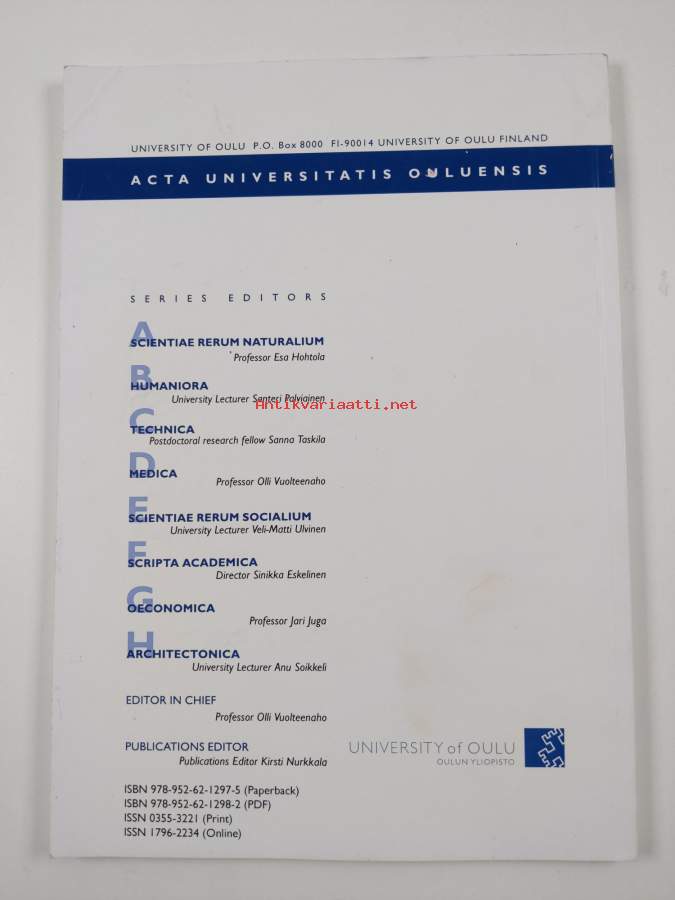 UNIVERSITY OF OULU P.O. Box 8000 FI-90014 UNIVERSITY OF OULU FINLAND
ACTA UNIVERSITATIS OULUENSIS
SERIES EDITORS
A
SCIENTIAE RERUM NATURALIUM
Professor Esa Hohtola
B
HUMANIORA
University Lecturer Santeri Palviainen
Antikvariaatti.net
C
TECHNICA
Postdoctoral research fellow Sanna Taskila
D
MEDICA
Professor Olli Vuolteenaho
E
SCIENTIAE RERUM SOCIALIUM
University Lecturer Veli-Matti Ulvinen
F
SCRIPTA ACADEMICA
Director Sinikka Eskelinen
G
OECONOMICA
Professor Jari Juga
H
ARCHITECTONICA
University Lecturer Anu Soikkeli
EDITOR IN CHIEF
Professor Olli Vuolteenaho
PUBLICATIONS EDITOR
Publications Editor Kirsti Nurkkala
UNIVERSITY of OULU
OULUN YLIOPISTO
ISBN 978-952-62-1297-5 (Paperback)
ISBN 978-952-62-1298-2 (PDF)
ISSN 0355-3221 (Print)
ISSN 1796-2234 (Online)